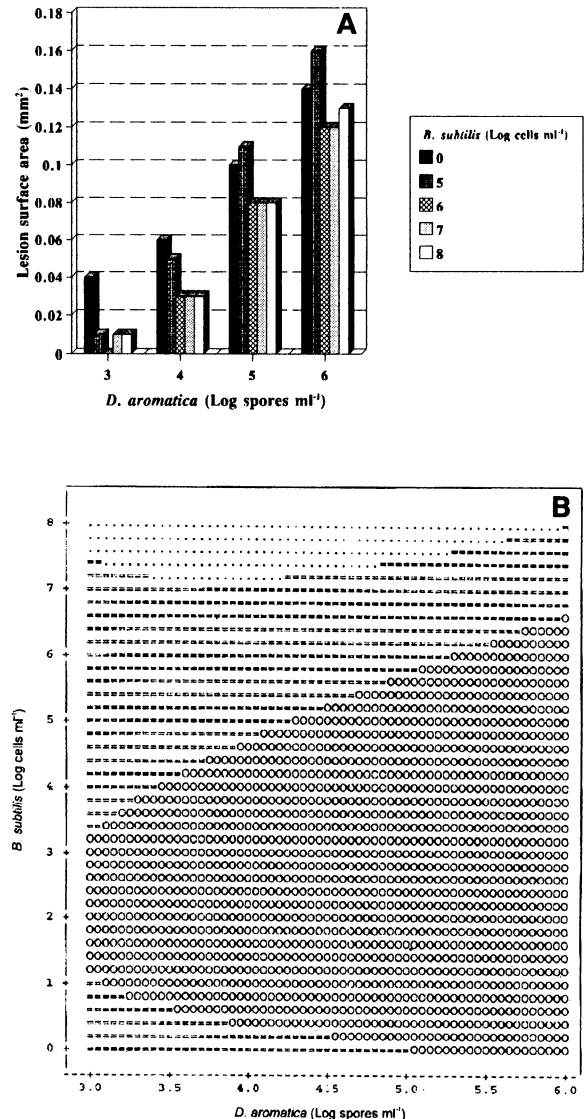 A
0.18
0.16
0.14
0.12
0.1
0.08
0.06
0.04
0.02
0
Lesion surface area (mm²)
3 4 5 6
D. aromatica (Log spores ml⁻¹)
B. subtilis (Log cells ml⁻¹)
0
5
6
7
8
B
8
7
6
5
4
3
2
1
0
B subtilis (Log cells ml⁻¹)
3.0 3.5 4.0 4.5 5.0 5.5 6.0
D. aromatica (Log spores ml⁻¹)